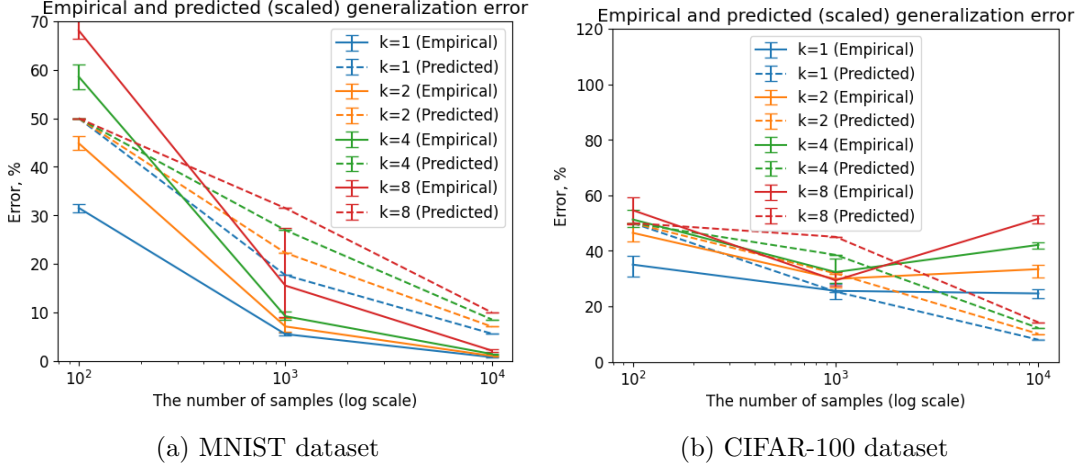 Empirical and predicted (scaled) generalization error
70
60
50
40
30
20
10
0
Error, %
10²
10³
10⁴
The number of samples (log scale)
k=1 (Empirical)
k=1 (Predicted)
k=2 (Empirical)
k=2 (Predicted)
k=4 (Empirical)
k=4 (Predicted)
k=8 (Empirical)
k=8 (Predicted)
(a) MNIST dataset
Empirical and predicted (scaled) generalization error
120
100
80
60
40
20
0
Error, %
10²
10³
10⁴
The number of samples (log scale)
k=1 (Empirical)
k=1 (Predicted)
k=2 (Empirical)
k=2 (Predicted)
k=4 (Empirical)
k=4 (Predicted)
k=8 (Empirical)
k=8 (Predicted)
(b) CIFAR-100 dataset